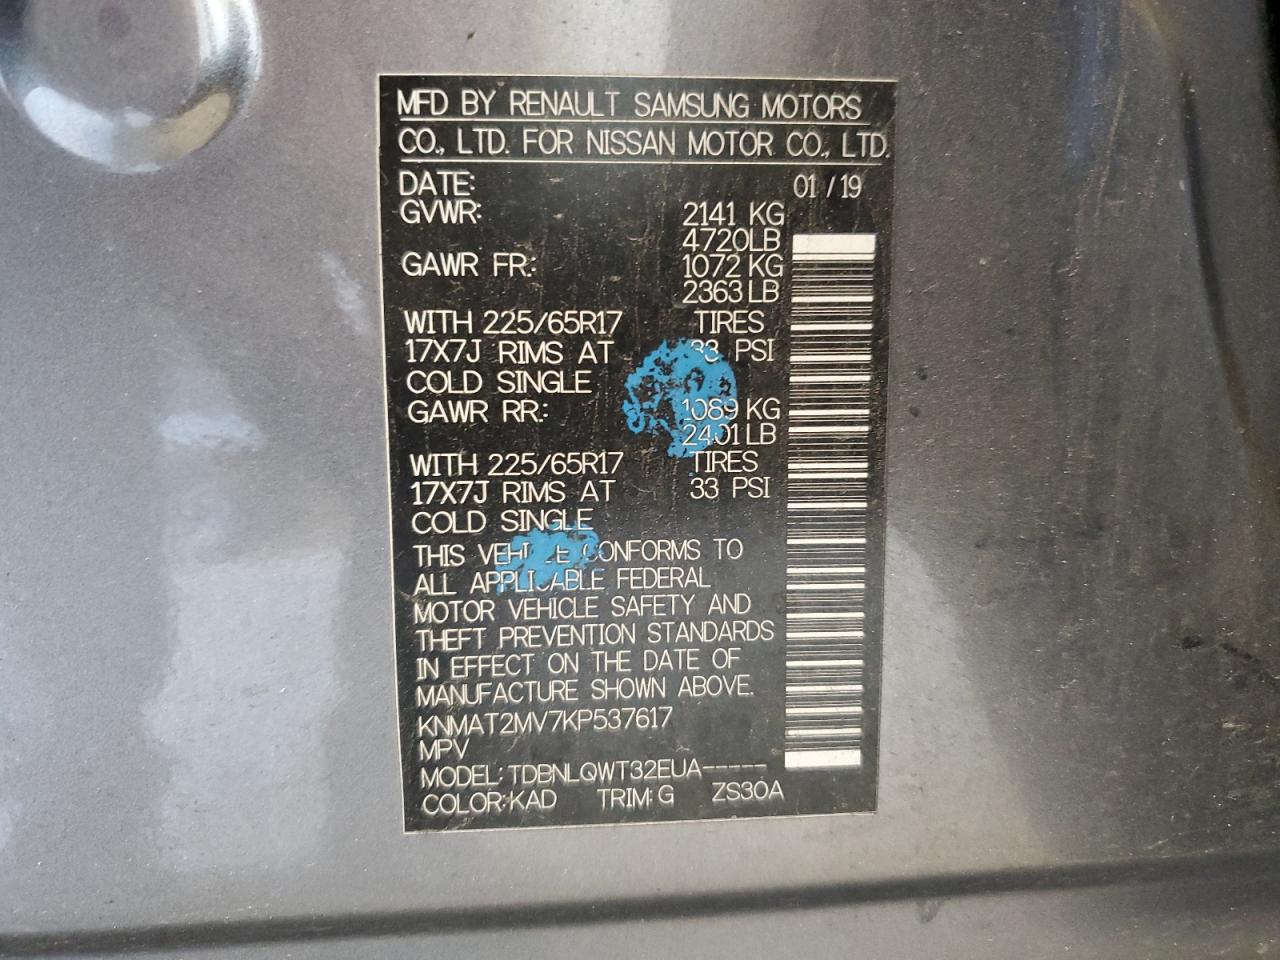 MFD BY RENAULT SAMSUNG MOTORS
CO., LTD. FOR NISSAN MOTOR CO., LTD.
DATE: 01 / 19
GVWR: 2141 KG
4720LB
GAWR FR: 1072 KG
2363 LB
WITH 225/65R17 TIRES
17X7J RIMS AT 33 PSI
COLD SINGLE
GAWR RR: 1089 KG
2401 LB
WITH 225/65R17 TIRES
17X7J RIMS AT 33 PSI
COLD SINGLE
THIS VEHICLE CONFORMS TO
ALL APPLICABLE FEDERAL
MOTOR VEHICLE SAFETY AND
THEFT PREVENTION STANDARDS
IN EFFECT ON THE DATE OF
MANUFACTURE SHOWN ABOVE.
KNMAT2MV7KP537617
MPV
MODEL: TDBNLQWT32EUA-----
COLOR: KAD TRIM: G ZS30A